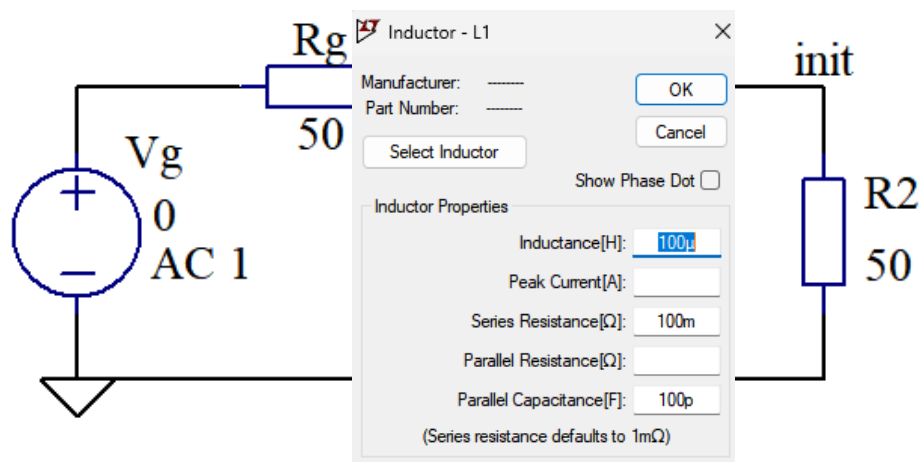 Rg
50
Vg
0
AC 1
Inductor - L1
Manufacturer: --------
Part Number: --------
OK
Cancel
Select Inductor
Show Phase Dot
Inductor Properties
Inductance[H]: 100µ
Peak Current[A]:
Series Resistance[Ω]: 100m
Parallel Resistance[Ω]:
Parallel Capacitance[F]: 100p
(Series resistance defaults to 1mΩ)
init
R2
50